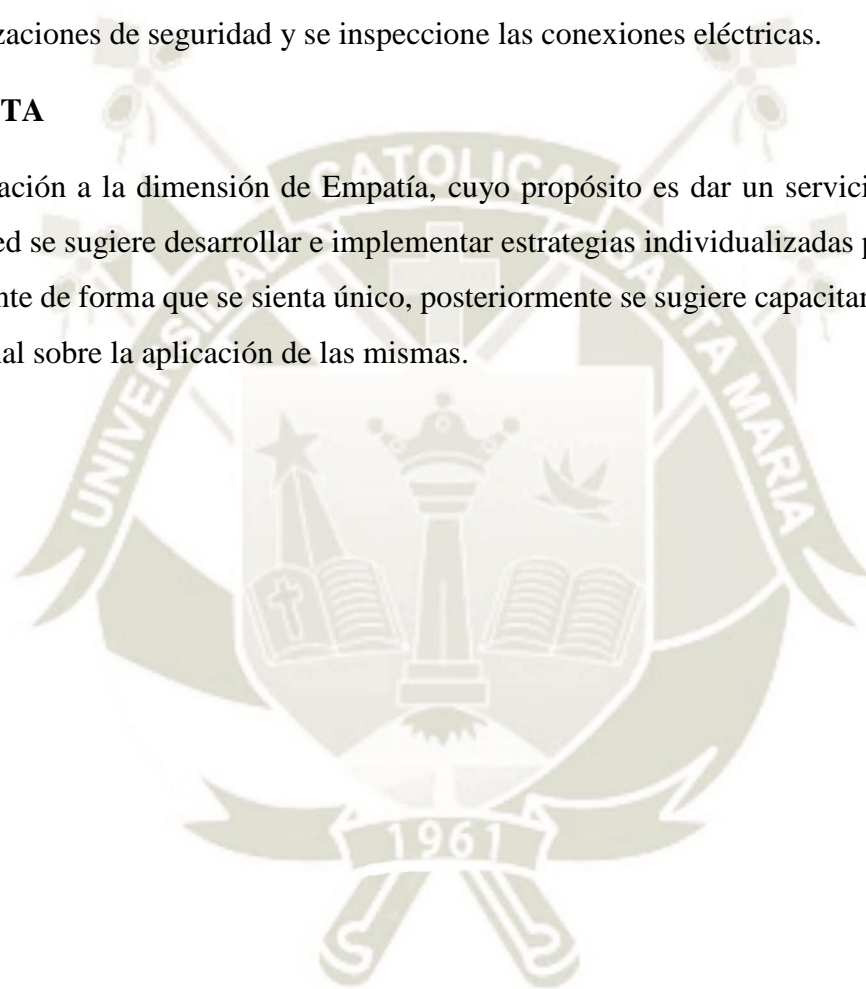 zaciones de seguridad y se inspeccione las conexiones eléctricas.
TA
ación a la dimensión de Empatía, cuyo propósito es dar un servici
ed se sugiere desarrollar e implementar estrategias individualizadas p
nte de forma que se sienta único, posteriormente se sugiere capacitar
al sobre la aplicación de las mismas.
UNIVERSIDAD CATOLICA SANTA MARIA
1961